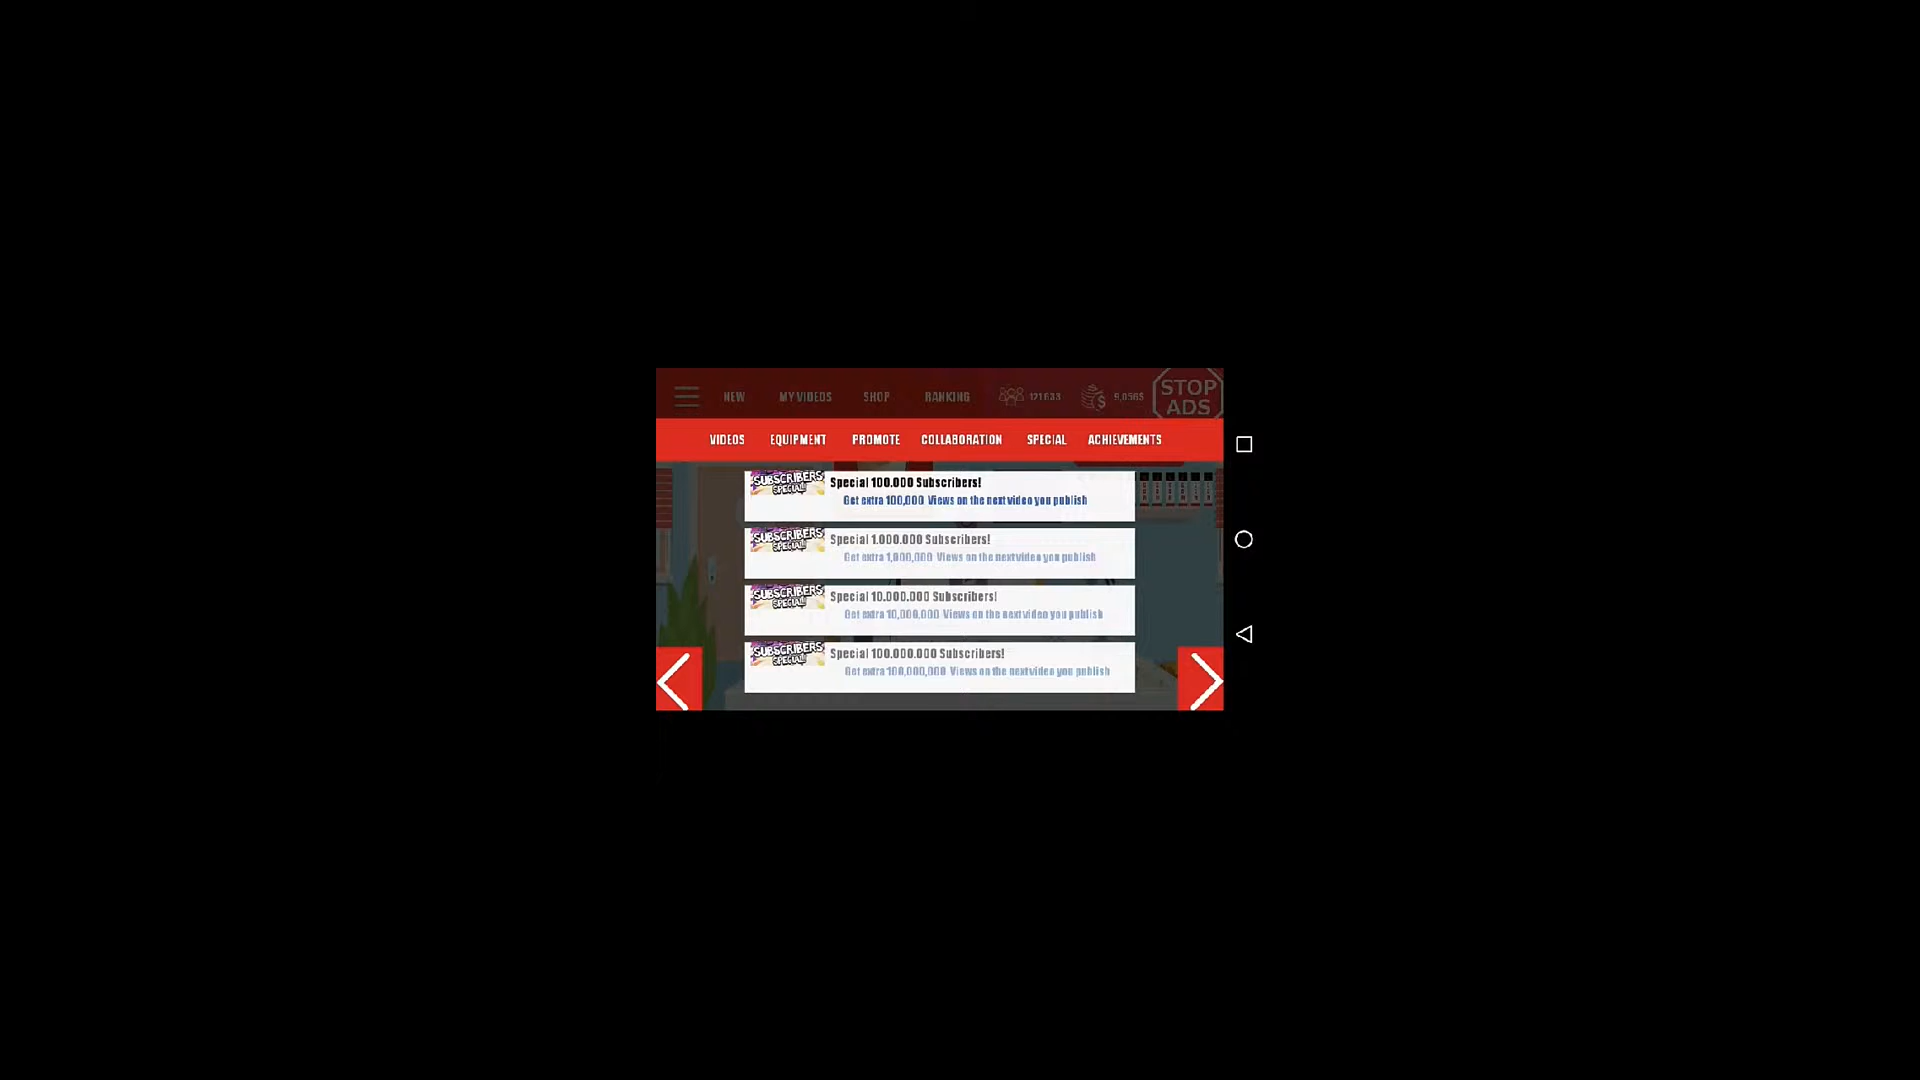 NEW MY VIDEOS SHOP RANKING 121633 STOP
ADS
VIDEOS EQUIPMENT PROMOTE COLLABORATION SPECIAL ACHIEVEMENTS
SUBSCRIBERS SPECIAL! Special 100.000 Subscribers!
Get extra 100,000 Views on the next video you publish
SUBSCRIBERS SPECIAL! Special 1.000.000 Subscribers!
Get extra 1,000,000 Views on the next video you publish
SUBSCRIBERS SPECIAL! Special 10.000.000 Subscribers!
Get extra 10,000,000 Views on the next video you publish
SUBSCRIBERS SPECIAL! Special 100.000.000 Subscribers!
Get extra 100,000,000 Views on the next video you publish